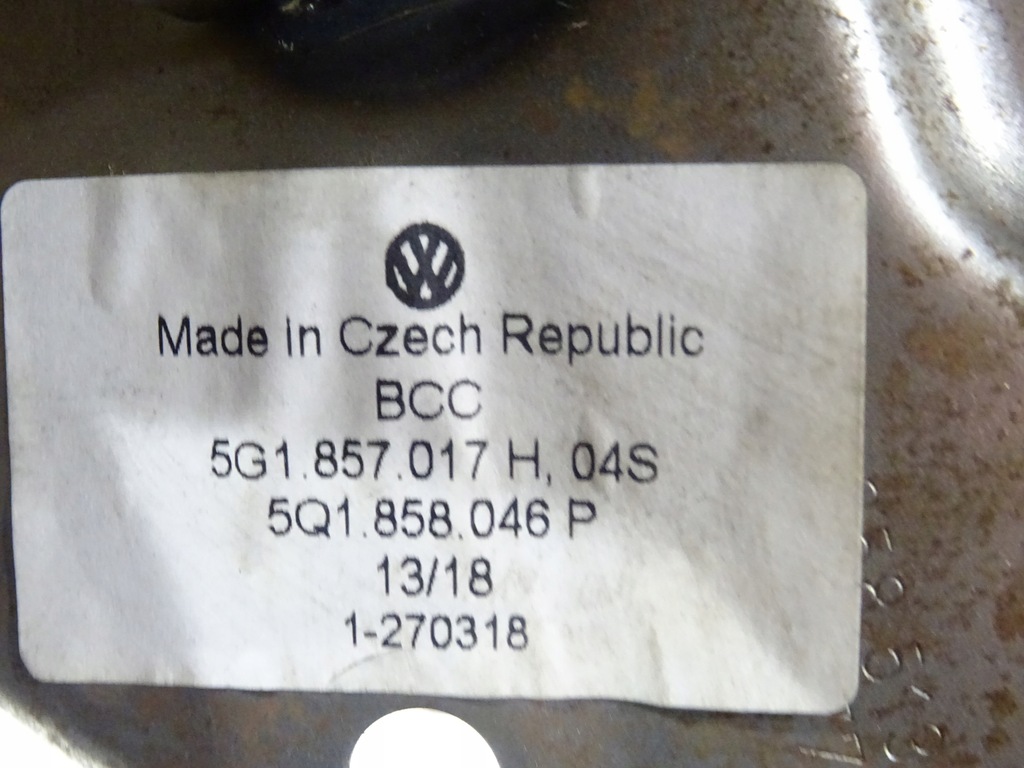 Made in Czech Republic
BCC
5G1.857.017 H, 04S
5Q1.858.046 P
13/18
1-270318